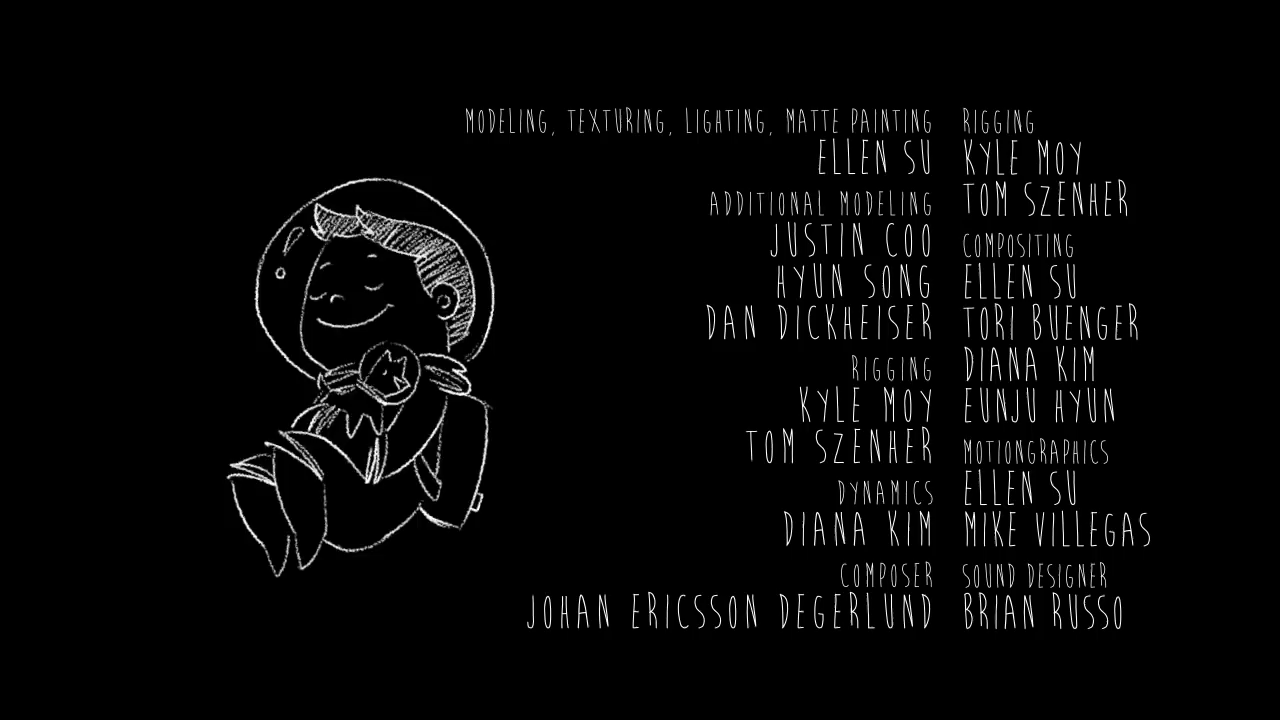 MODELING, TEXTURING, LIGHTING, MATTE PAINTING
ELLEN SU
ADDITIONAL MODELING
JUSTIN COO
HYUN SONG
DAN DICKHEISER
RIGGING
KYLE MOY
TOM SZENHER
DYNAMICS
DIANA KIM
COMPOSER
JOHAN ERICSSON DEGERLUND
RIGGING
KYLE MOY
TOM SZENHER
COMPOSITING
ELLEN SU
TORI BUENGER
DIANA KIM
EUNJU HYUN
MOTIONGRAPHICS
ELLEN SU
MIKE VILLEGAS
SOUND DESIGNER
BRIAN RUSSO